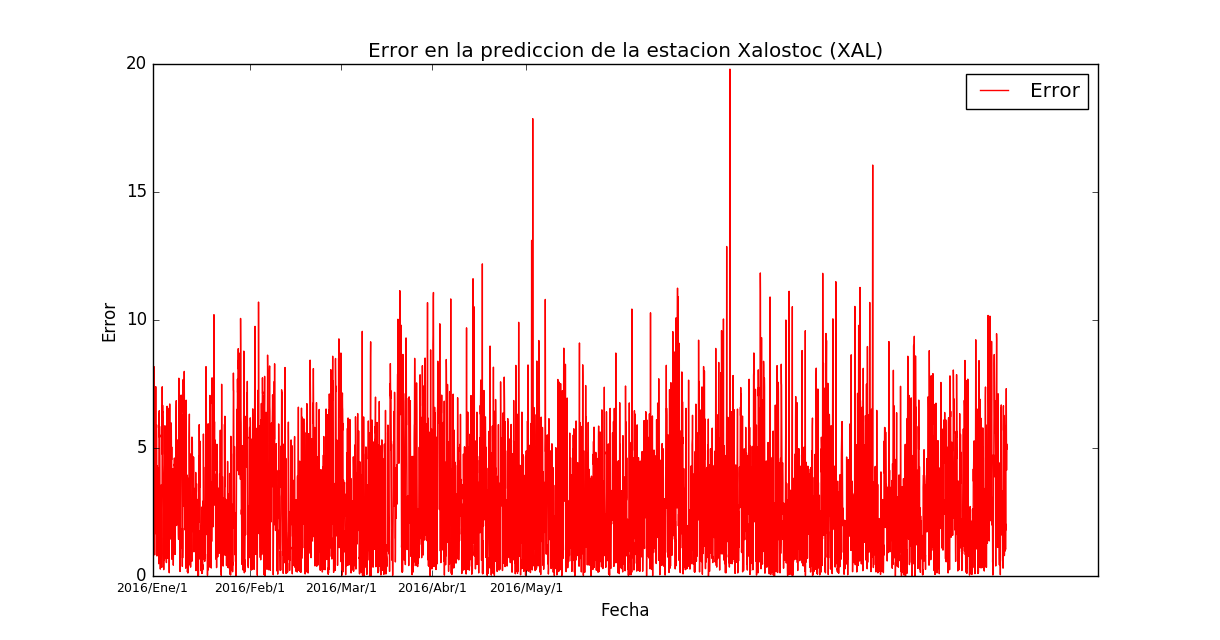 Error en la prediccion de la estacion Xalostoc (XAL)
20
Error
15
10
Error
5
0
2016/Ene/1 2016/Feb/1 2016/Mar/1 2016/Abr/1 2016/May/1
Fecha